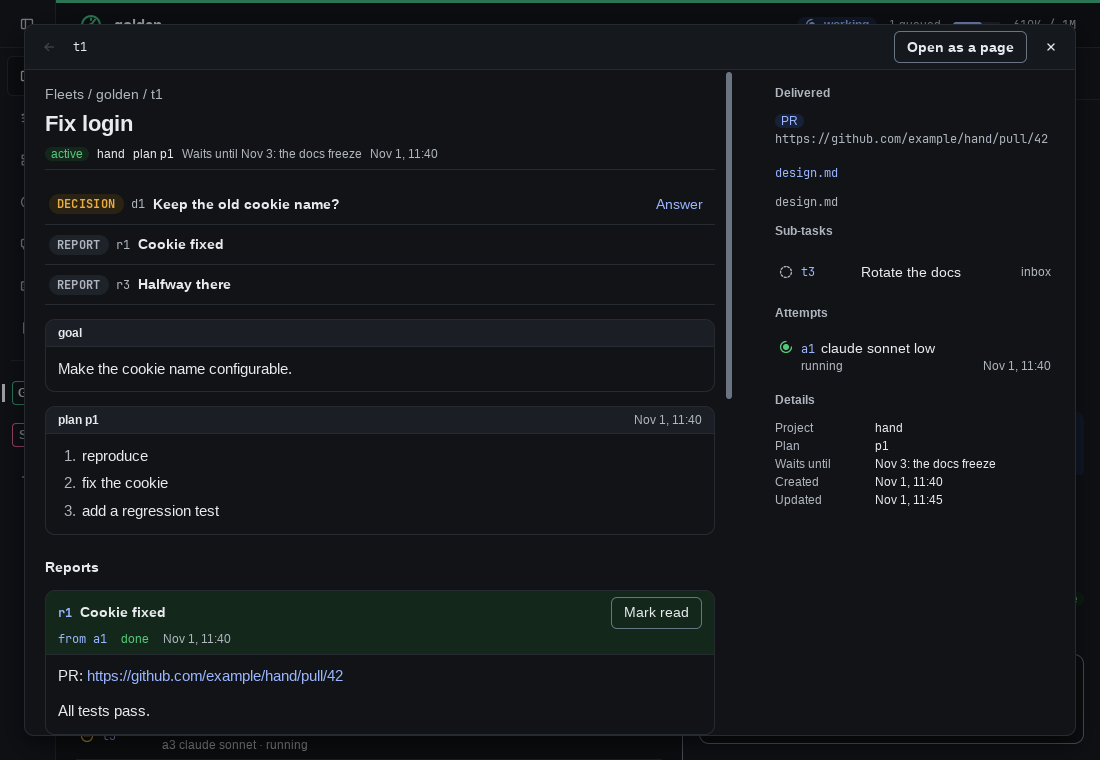 golden
working
1 queued
t1
Open as a page
Fleets / golden / t1
Fix login
active hand plan p1 Waits until Nov 3: the docs freeze Nov 1, 11:40
DECISION d1 Keep the old cookie name? Answer
REPORT r1 Cookie fixed
REPORT r3 Halfway there
goal
Make the cookie name configurable.
plan p1 Nov 1, 11:40
1. reproduce
2. fix the cookie
3. add a regression test
Reports
r1 Cookie fixed Mark read
from a1 done Nov 1, 11:40
PR: https://github.com/example/hand/pull/42
All tests pass.
Delivered
PR
https://github.com/example/hand/pull/42
design.md
design.md
Sub-tasks
t3 Rotate the docs inbox
Attempts
a1 claude sonnet low
running Nov 1, 11:40
Details
Project hand
Plan p1
Waits until Nov 3: the docs freeze
Created Nov 1, 11:40
Updated Nov 1, 11:45
a3 claude sonnet · running